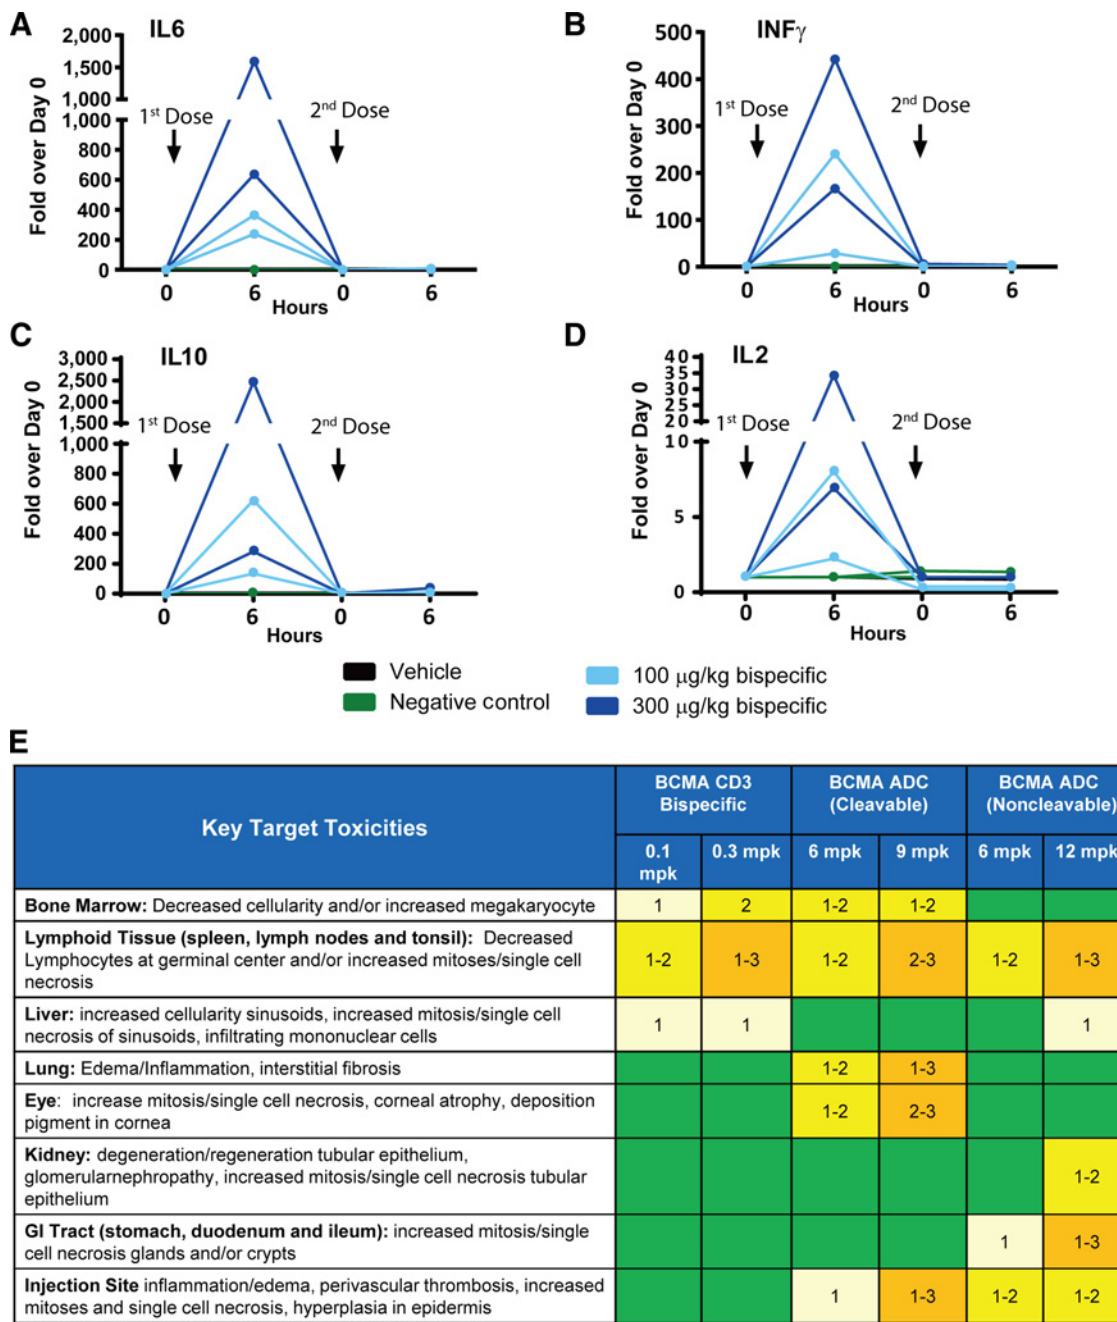 A
IL6
Fold over Day 0
2,000
1,500
1,000
1,000
800
600
400
200
0
1st Dose
2nd Dose
0 6 0 6
Hours
B
INFγ
Fold over Day 0
500
400
300
200
100
0
1st Dose
2nd Dose
0 6 0 6
Hours
C
IL10
Fold over Day 0
3,000
2,500
2,000
1,500
1,000
800
600
400
200
0
1st Dose
2nd Dose
0 6 0 6
Hours
D
IL2
Fold over Day 0
40
35
30
25
20
10
5
0
1st Dose
2nd Dose
0 6 0 6
Hours
Vehicle
Negative control
100 μg/kg bispecific
300 μg/kg bispecific
E
Key Target Toxicities
BCMA CD3
Bispecific
BCMA ADC
(Cleavable)
BCMA ADC
(Noncleavable)
0.1
mpk
0.3 mpk
6 mpk
9 mpk
6 mpk
12 mpk
Bone Marrow: Decreased cellularity and/or increased megakaryocyte
1 2 1-2 1-2
Lymphoid Tissue (spleen, lymph nodes and tonsil): Decreased
Lymphocytes at germinal center and/or increased mitoses/single cell
necrosis
1-2 1-3 1-2 2-3 1-2 1-3
Liver: increased cellularity sinusoids, increased mitosis/single cell
necrosis of sinusoids, infiltrating mononuclear cells
1 1 1
Lung: Edema/Inflammation, interstitial fibrosis
1-2 1-3
Eye: increase mitosis/single cell necrosis, corneal atrophy, deposition
pigment in cornea
1-2 2-3
Kidney: degeneration/regeneration tubular epithelium,
glomerularnephropathy, increased mitosis/single cell necrosis tubular
epithelium
1-2
GI Tract (stomach, duodenum and ileum): increased mitosis/single
cell necrosis glands and/or crypts
1 1-3
Injection Site inflammation/edema, perivascular thrombosis, increased
mitoses and single cell necrosis, hyperplasia in epidermis
1 1-3 1-2 1-2